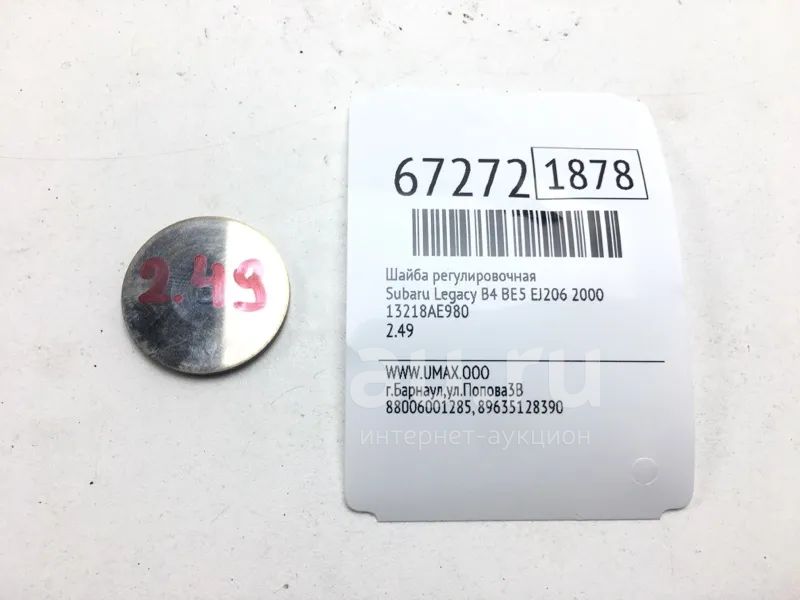 2.49
67272 1878
Шайба регулировочная
Subaru Legacy B4 BE5 EJ206 2000
13218AE980
2.49
WWW.UMAX.OOO
г.Барнаул,ул.Попова3В
88006001285, 89635128390
au.ru
интернет-аукцион